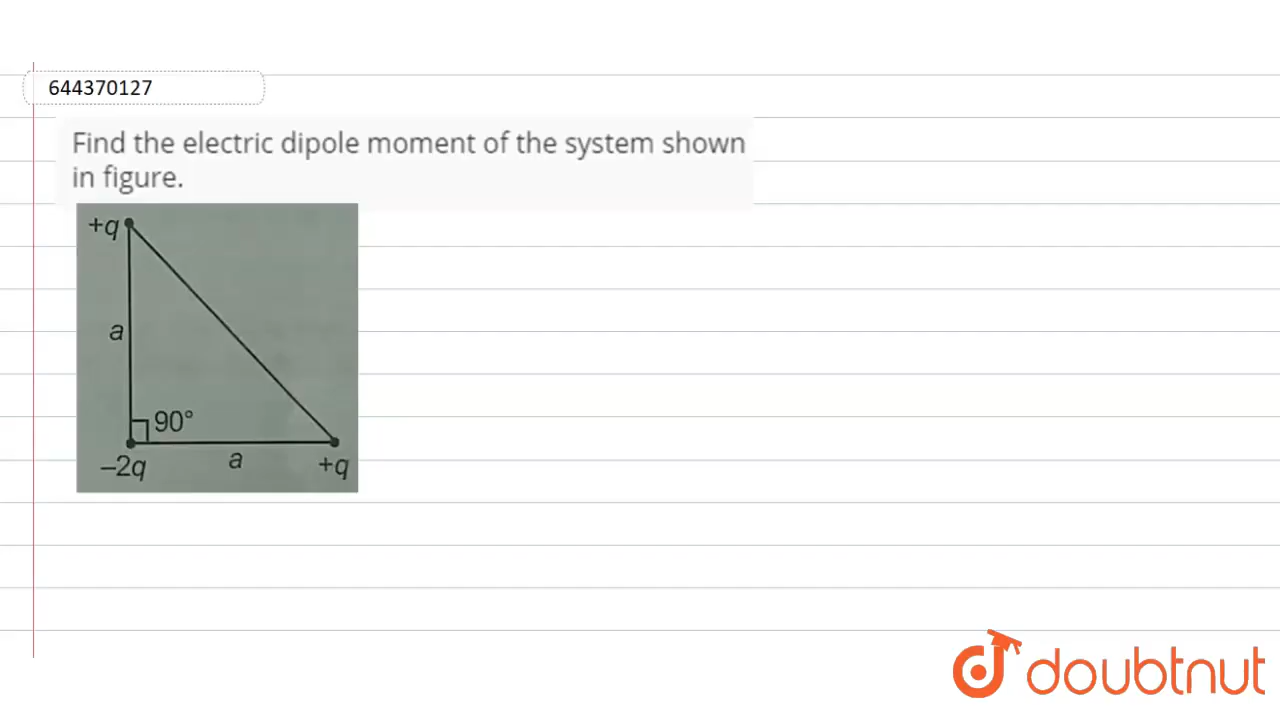 644370127
Find the electric dipole moment of the system shown
in figure.
+q
a
90°
–2q
a
+q
doubtnut